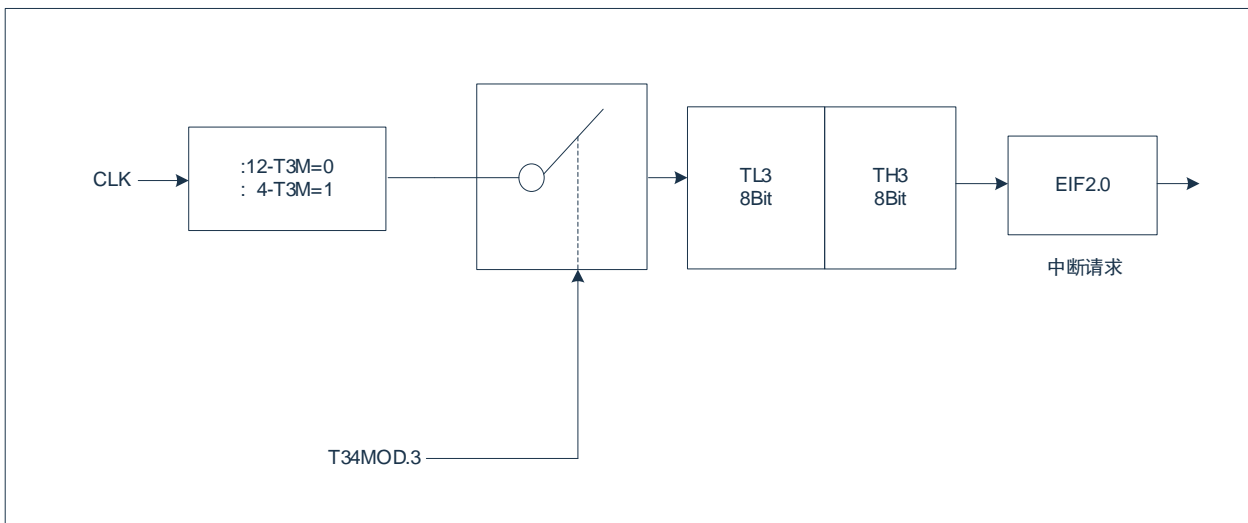 CLK
:12-T3M=0
: 4-T3M=1
TL3
8Bit
TH3
8Bit
EIF2.0
中断请求
T34MOD.3